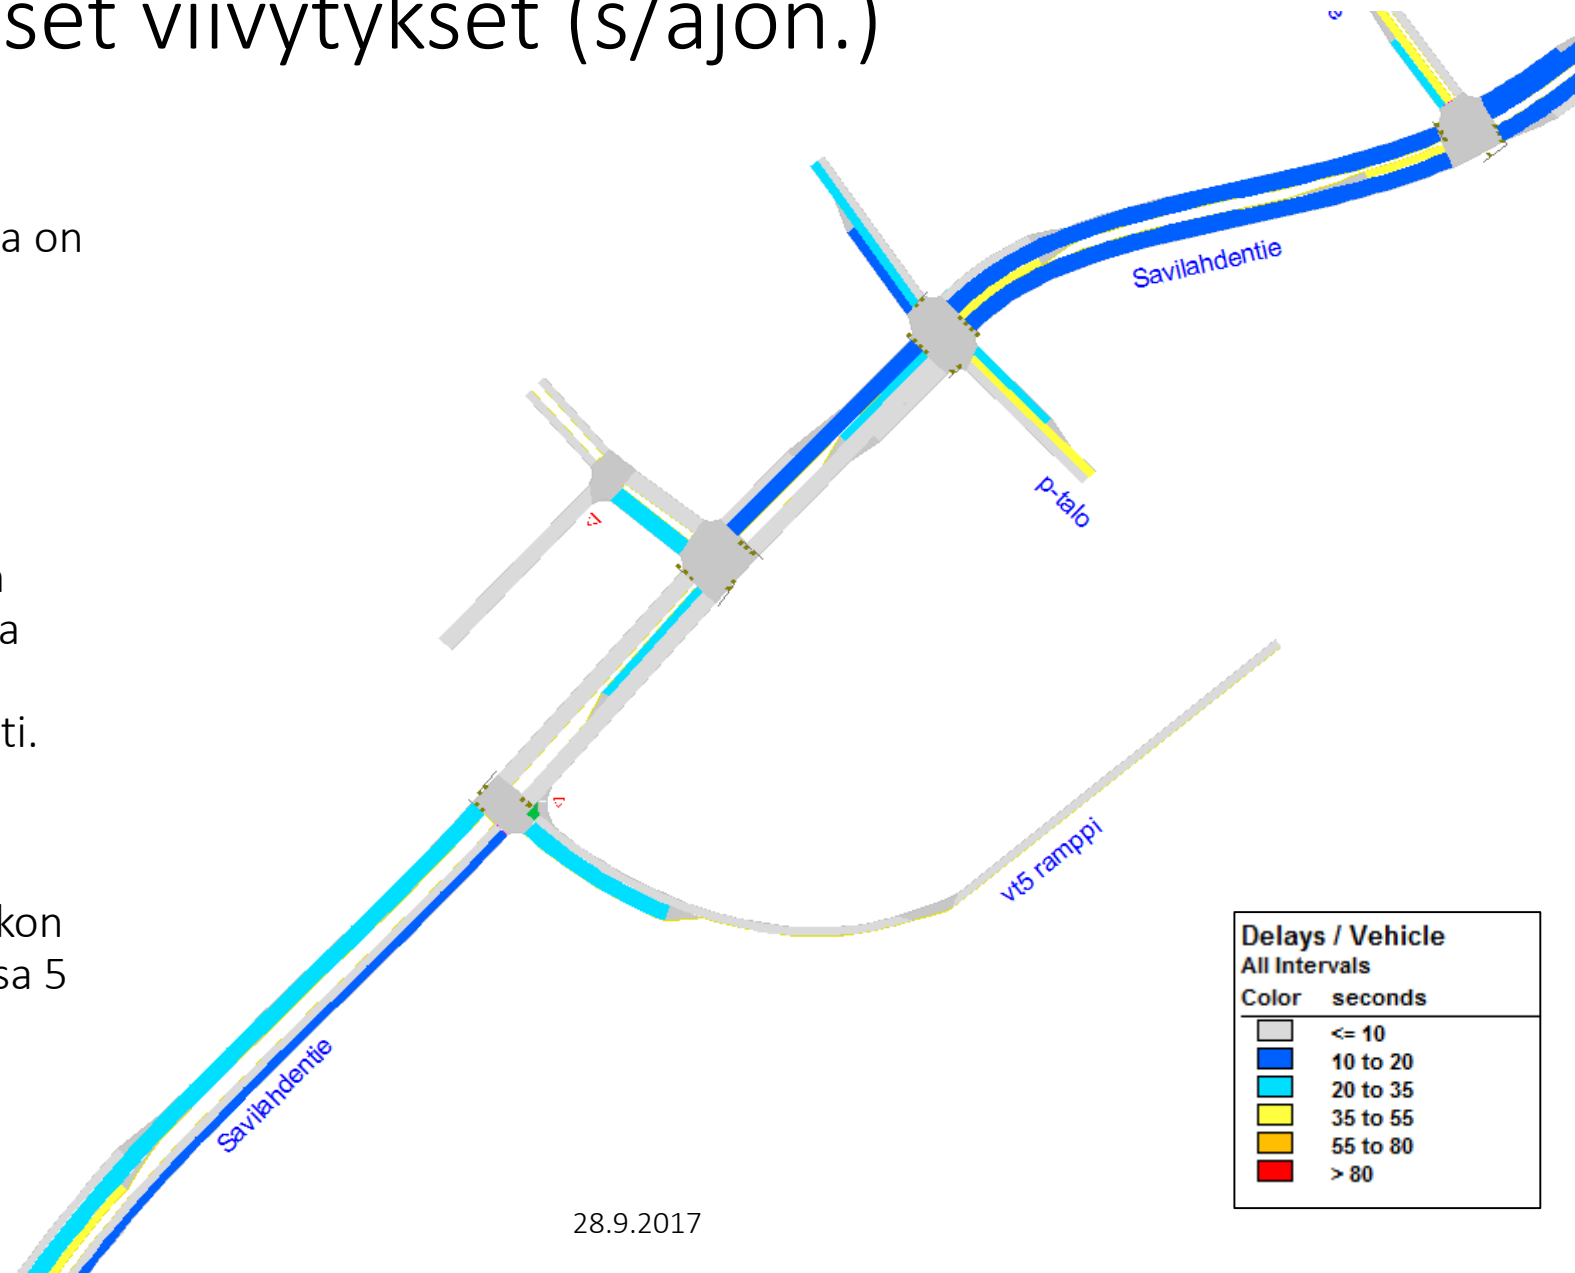 set viivytykset (s/ajon.)
a on
a
ti.
kon
sa 5
Savilahdentie
p-talo
vt5 ramppi
Savilahdentie
Delays / Vehicle
All Intervals
Color seconds
<= 10
10 to 20
20 to 35
35 to 55
55 to 80
> 80
28.9.2017